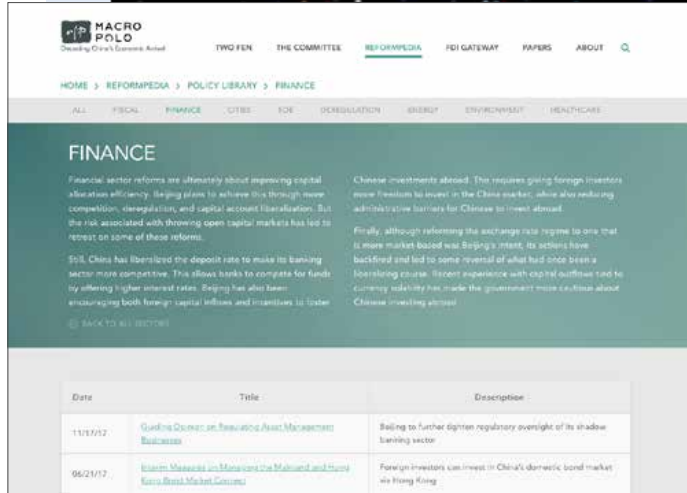 MACRO
POLO
Decoding China's Economic Arrival
TWO FEN THE COMMITTEE REFORMPEDIA FDI GATEWAY PAPERS ABOUT
HOME > REFORMPEDIA > POLICY LIBRARY > FINANCE
ALL FISCAL FINANCE CITIES SOE DEREGULATION ENERGY ENVIRONMENT HEALTHCARE
FINANCE
Financial sector reforms are ultimately about improving capital
allocation efficiency. Beijing plans to achieve this through more
competition, deregulation, and capital account liberalization. But
the risk associated with throwing open capital markets has led to
retreat on some of these reforms.
Still, China has liberalized the deposit rate to make its banking
sector more competitive. This allows banks to compete for funds
by offering higher interest rates. Beijing has also been
encouraging both foreign capital inflows and incentives to foster
Chinese investments abroad. This requires giving foreign investors
more freedom to invest in the China market, while also reducing
administrative barriers for Chinese to invest abroad.
Finally, although reforming the exchange rate regime to one that
is more market-based was Beijing's intent, its actions have
backfired and led to some reversal of what had once been a
liberalizing course. Recent experience with capital outflows tied to
currency volatility has made the government more cautious about
Chinese investing abroad.
BACK TO ALL SECTORS
Date Title Description
11/17/17 Guiding Opinion on Regulating Asset Management
Businesses
Beijing to further tighten regulatory oversight of its shadow
banking sector
06/21/17 Interim Measures on Managing the Mainland and Hong
Kong Bond Market Connect
Foreign investors can invest in China's domestic bond market
via Hong Kong